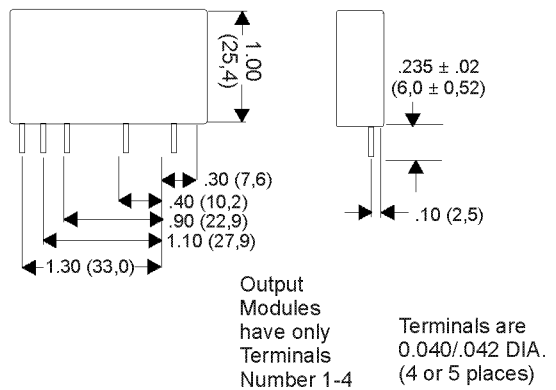 1.00
(25,4)
.235 ± .02
(6,0 ± 0,52)
.30 (7,6)
.40 (10,2)
.90 (22,9)
1.10 (27,9)
1.30 (33,0)
.10 (2,5)
Output
Modules
have only
Terminals
Number 1-4
Terminals are
0.040/.042 DIA.
(4 or 5 places)